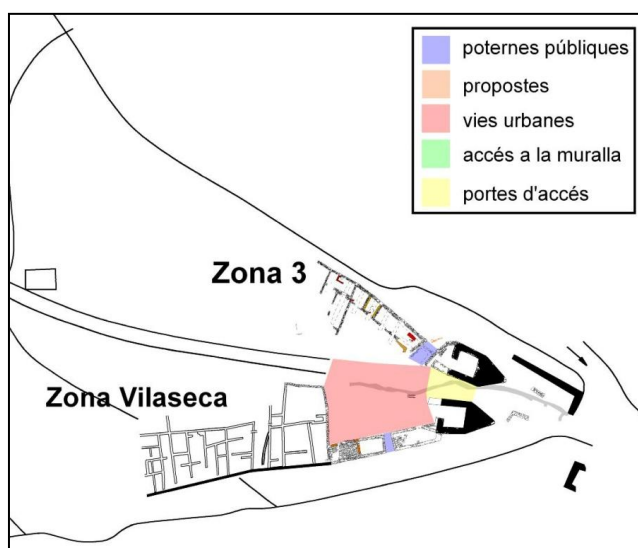 poternes públiques
propostes
vies urbanes
accés a la muralla
portes d'accés
Zona 3
Zona Vilaseca